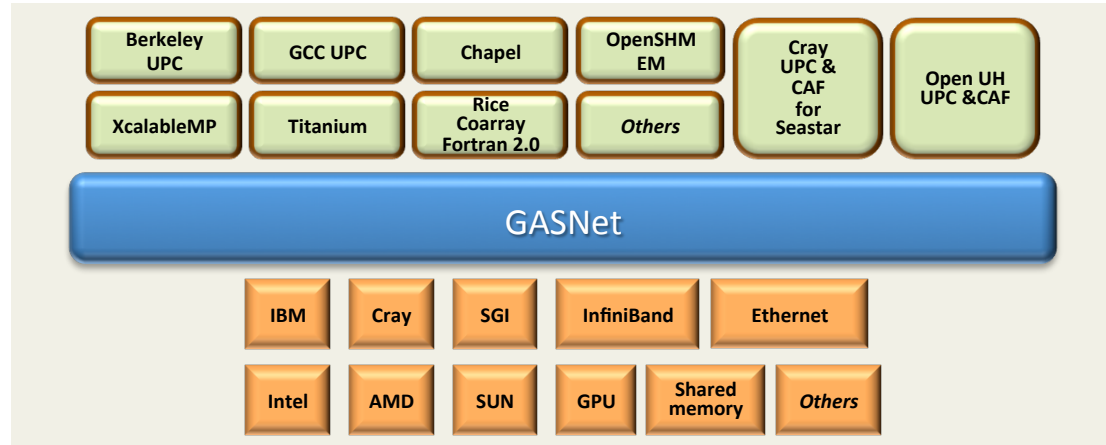 Berkeley
UPC
GCC UPC
Chapel
OpenSHM
EM
Cray
UPC &
CAF
for
Seastar
Open UH
UPC &CAF
XcalableMP
Titanium
Rice
Coarray
Fortran 2.0
Others
GASNet
IBM
Cray
SGI
InfiniBand
Ethernet
Intel
AMD
SUN
GPU
Shared
memory
Others